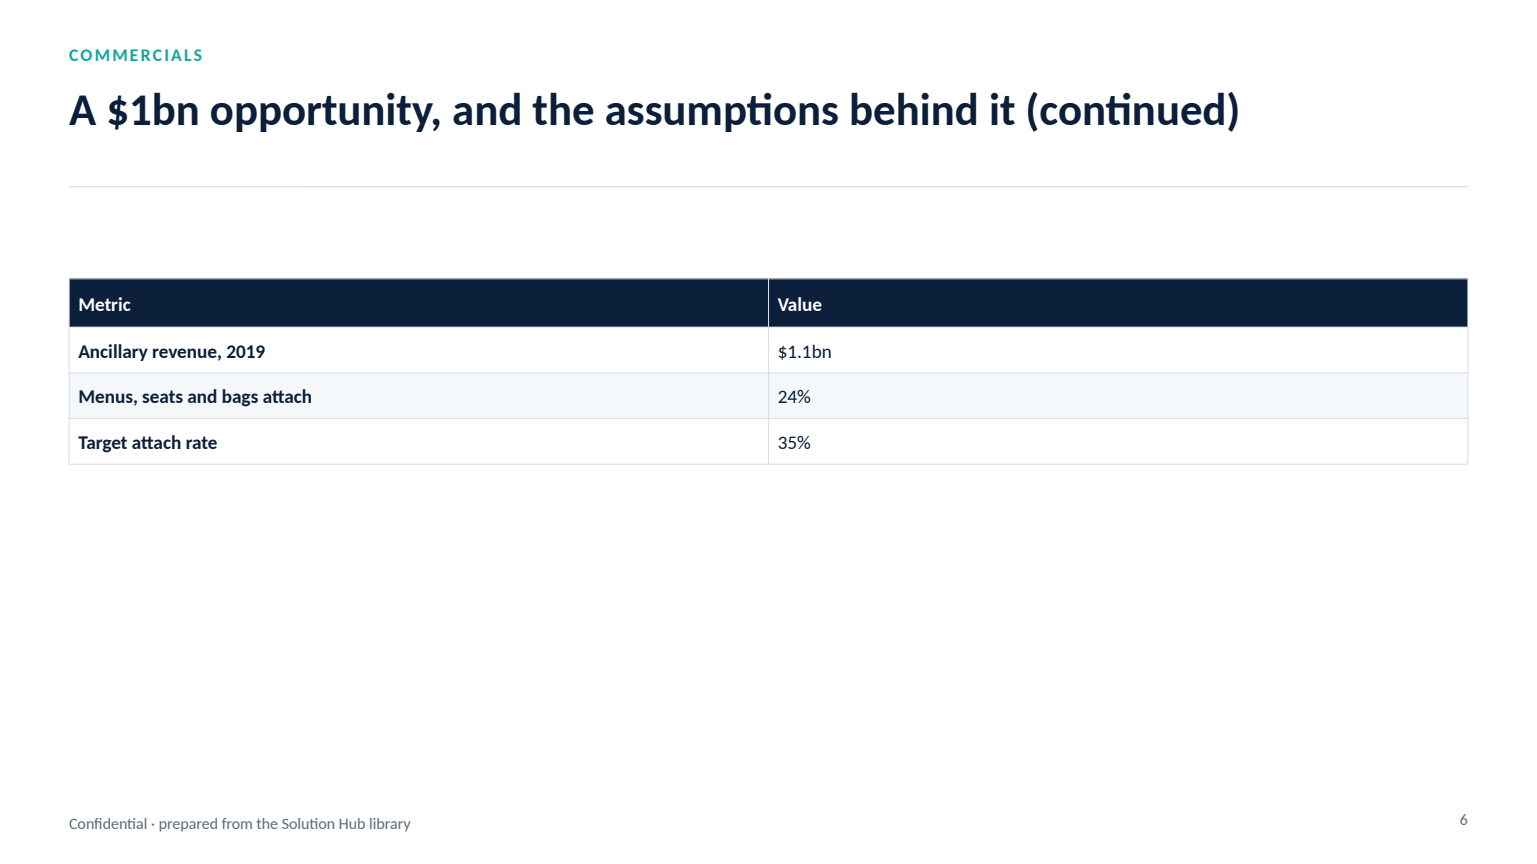 COMMERCIALS
A $1bn opportunity, and the assumptions behind it (continued)
Metric Value
Ancillary revenue, 2019 $1.1bn
Menus, seats and bags attach 24%
Target attach rate 35%
Confidential · prepared from the Solution Hub library
6